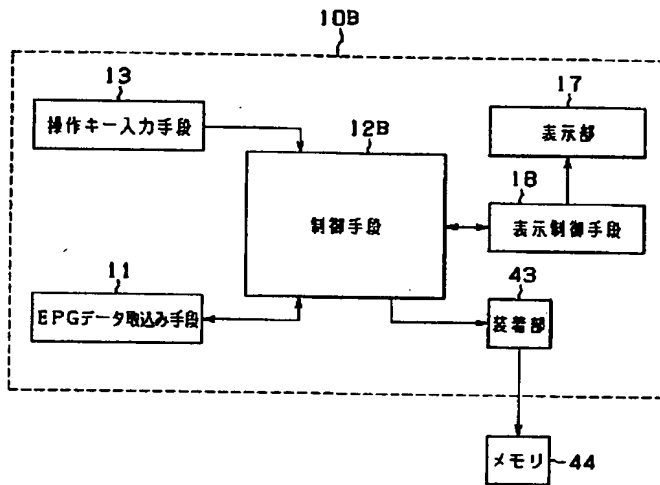 10B
13
操作キー入力手段
17
表示部
12B
制御手段
18
表示制御手段
11
EPGデータ取込み手段
43
装着部
メモリ
44